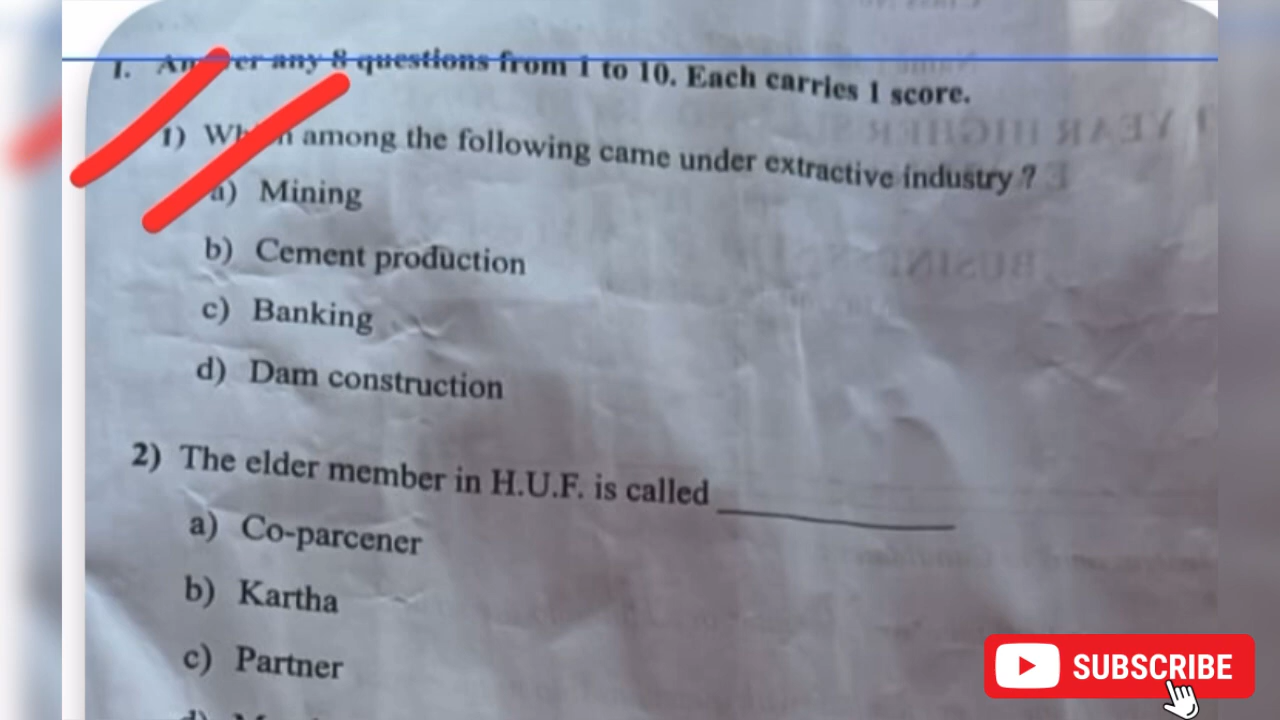 1. any 8 questions from 1 to 10. Each carries 1 score.
1) among the following came under extractive industry ?
a) Mining
b) Cement production
c) Banking
d) Dam construction
2) The elder member in H.U.F. is called
a) Co-parcener
b) Kartha
c) Partner
SUBSCRIBE